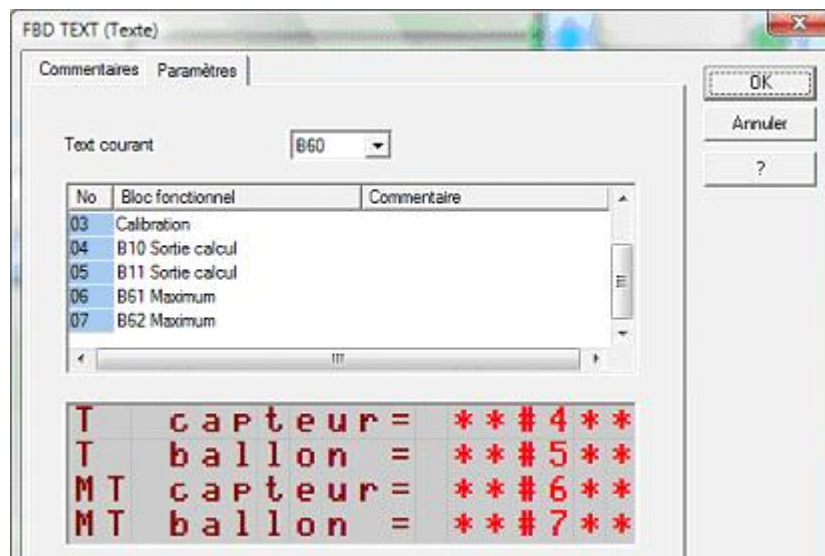 FBD TEXT (Texte)
Commentaires Paramètres
OK
Text courant B60
Annuler
?
No Bloc fonctionnel Commentaire
03 Calibration
04 B10 Sortie calcul
05 B11 Sortie calcul
06 B61 Maximum
07 B62 Maximum
T capteur= **#4**
T ballon = **#5**
MT capteur= **#6**
MT ballon = **#7**